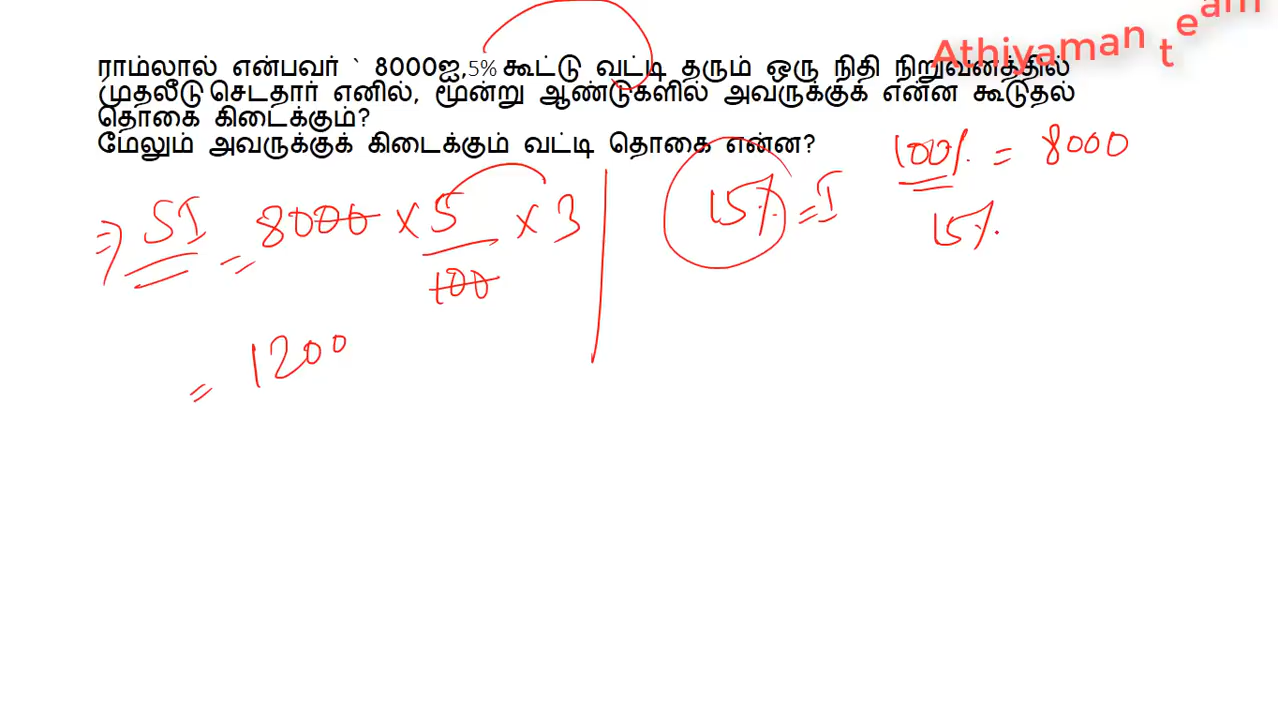 Athiyaman team
ராம்லால் என்பவர் ` 8000ஐ,5% கூட்டு வட்டி தரும் ஒரு நிதி நிறுவனத்தில்
முதலீடு செடதார் எனில், மூன்று ஆண்டுகளில் அவருக்குக் என்ன கூடுதல்
தொகை கிடைக்கும்?
மேலும் அவருக்குக் கிடைக்கும் வட்டி தொகை என்ன?
100% = 8000
⇒ SI = 8000 × 5/100 × 3
15% = I
15%
= 1200